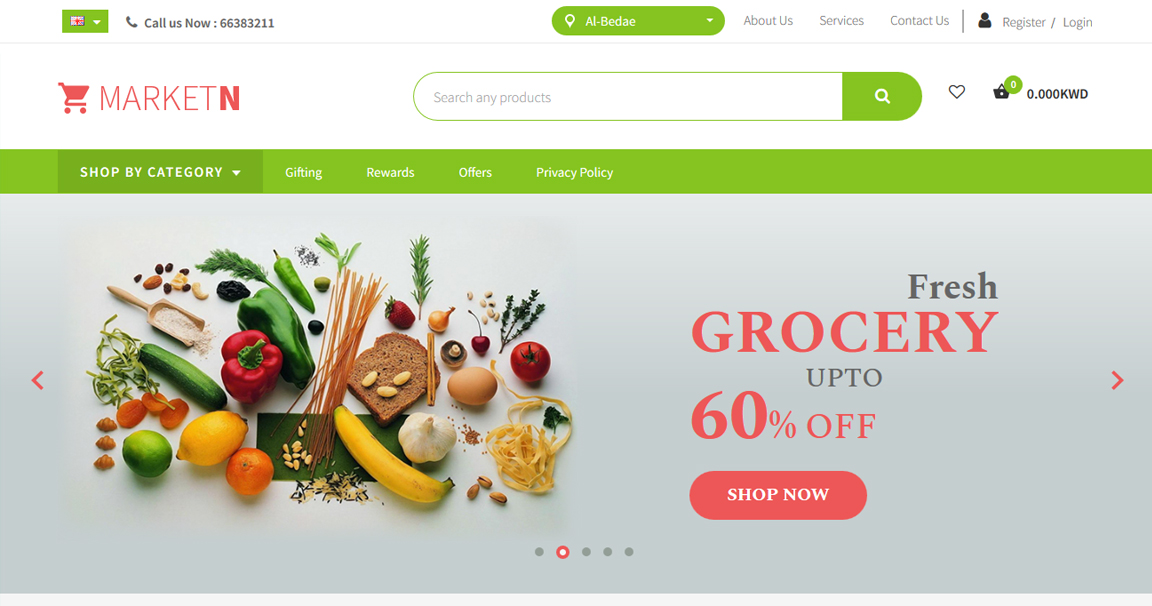 Call us Now : 66383211
Al-Bedae
About Us
Services
Contact Us
Register / Login
MARKETN
Search any products
0
0.000KWD
SHOP BY CATEGORY
Gifting
Rewards
Offers
Privacy Policy
Fresh
GROCERY
UPTO
60% OFF
SHOP NOW